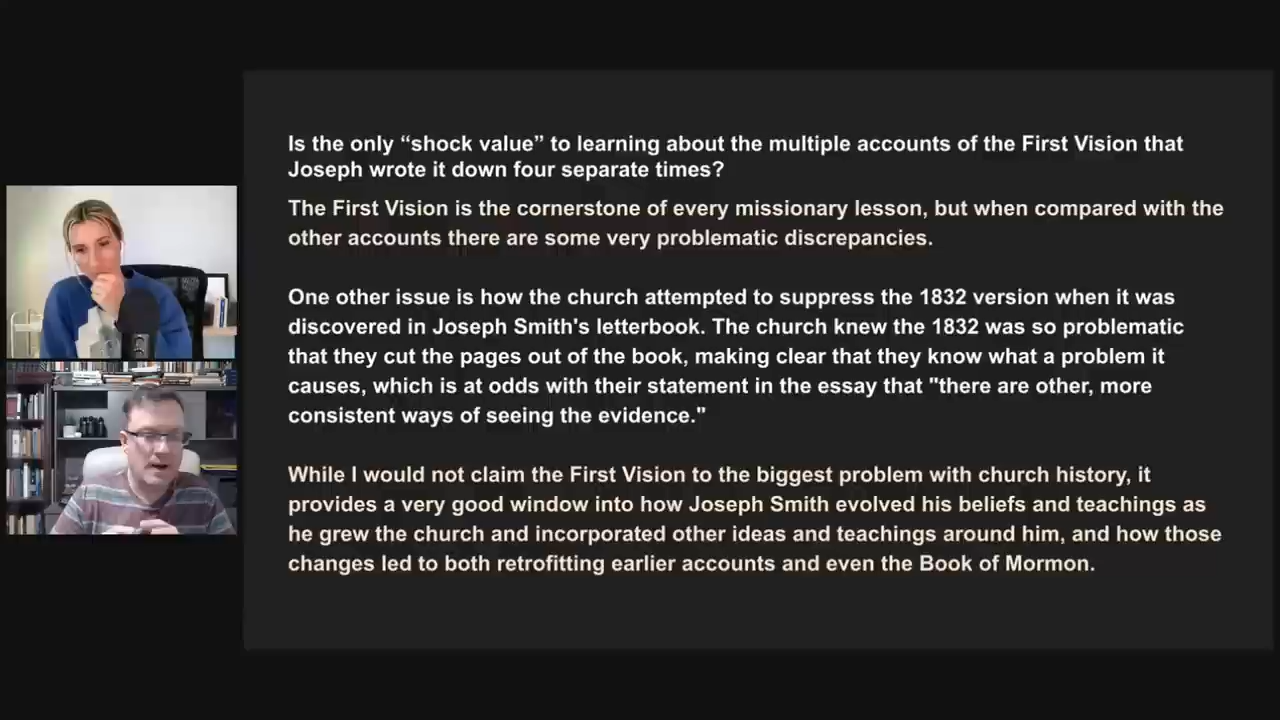 Is the only “shock value” to learning about the multiple accounts of the First Vision that
Joseph wrote it down four separate times?
The First Vision is the cornerstone of every missionary lesson, but when compared with the
other accounts there are some very problematic discrepancies.
One other issue is how the church attempted to suppress the 1832 version when it was
discovered in Joseph Smith's letterbook. The church knew the 1832 was so problematic
that they cut the pages out of the book, making clear that they know what a problem it
causes, which is at odds with their statement in the essay that "there are other, more
consistent ways of seeing the evidence."
While I would not claim the First Vision to the biggest problem with church history, it
provides a very good window into how Joseph Smith evolved his beliefs and teachings as
he grew the church and incorporated other ideas and teachings around him, and how those
changes led to both retrofitting earlier accounts and even the Book of Mormon.